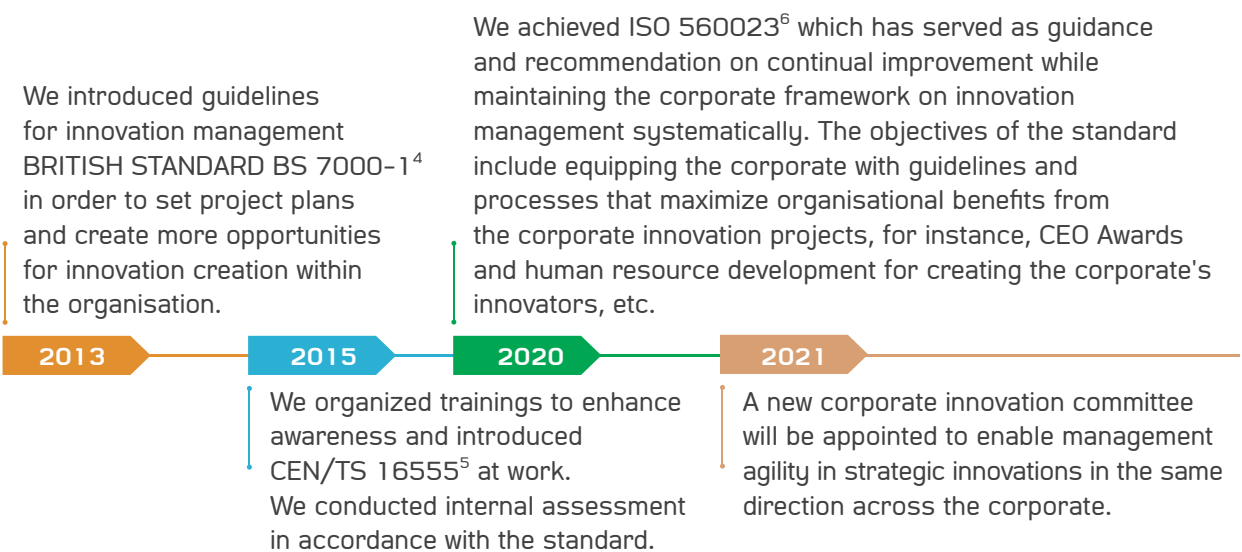 We achieved ISO 560023⁶ which has served as guidance
and recommendation on continual improvement while
maintaining the corporate framework on innovation
management systematically. The objectives of the standard
include equipping the corporate with guidelines and
processes that maximize organisational benefits from
the corporate innovation projects, for instance, CEO Awards
and human resource development for creating the corporate's
innovators, etc.
We introduced guidelines
for innovation management
BRITISH STANDARD BS 7000-1⁴
in order to set project plans
and create more opportunities
for innovation creation within
the organisation.
2013
2015
2020
2021
We organized trainings to enhance
awareness and introduced
CEN/TS 16555⁵ at work.
We conducted internal assessment
in accordance with the standard.
A new corporate innovation committee
will be appointed to enable management
agility in strategic innovations in the same
direction across the corporate.